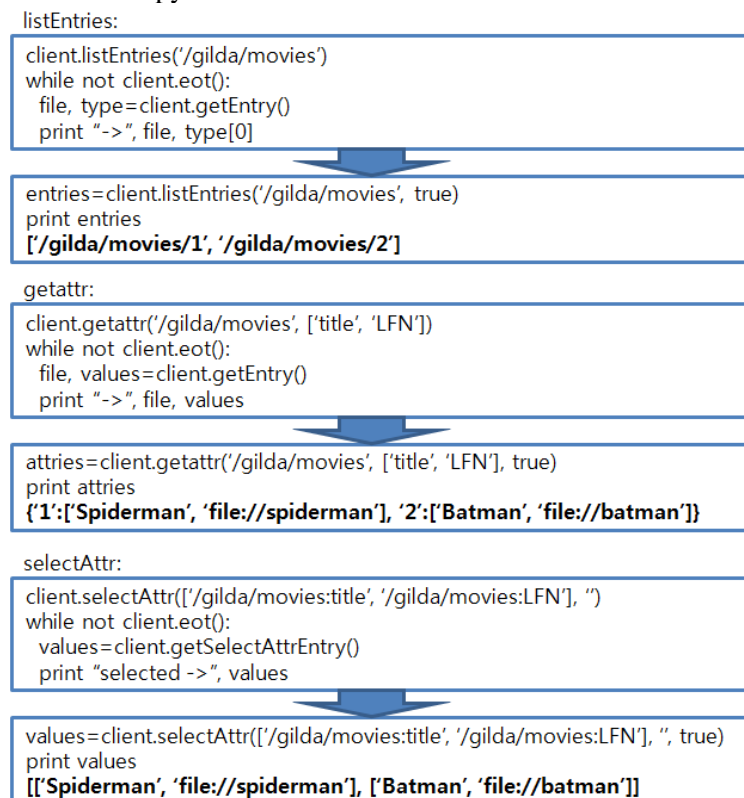 listEntries:
client.listEntries(‘/gilda/movies’)
while not client.eot():
file, type=client.getEntry()
print “->”, file, type[0]
entries=client.listEntries(‘/gilda/movies’, true)
print entries
[‘/gilda/movies/1’, ‘/gilda/movies/2’]
getattr:
client.getattr(‘/gilda/movies’, [‘title’, ‘LFN’])
while not client.eot():
file, values=client.getEntry()
print “->”, file, values
attries=client.getattr(‘/gilda/movies’, [‘title’, ‘LFN’], true)
print attries
{‘1’:[‘Spiderman’, ‘file://spiderman’], ‘2’:[‘Batman’, ‘file://batman’]}
selectAttr:
client.selectAttr([‘/gilda/movies:title’, ‘/gilda/movies:LFN’], ‘’)
while not client.eot():
values=client.getSelectAttrEntry()
print “selected ->”, values
values=client.selectAttr([‘/gilda/movies:title’, ‘/gilda/movies:LFN’], ‘’, true)
print values
[[‘Spiderman’, ‘file://spiderman’], [‘Batman’, ‘file://batman’]]